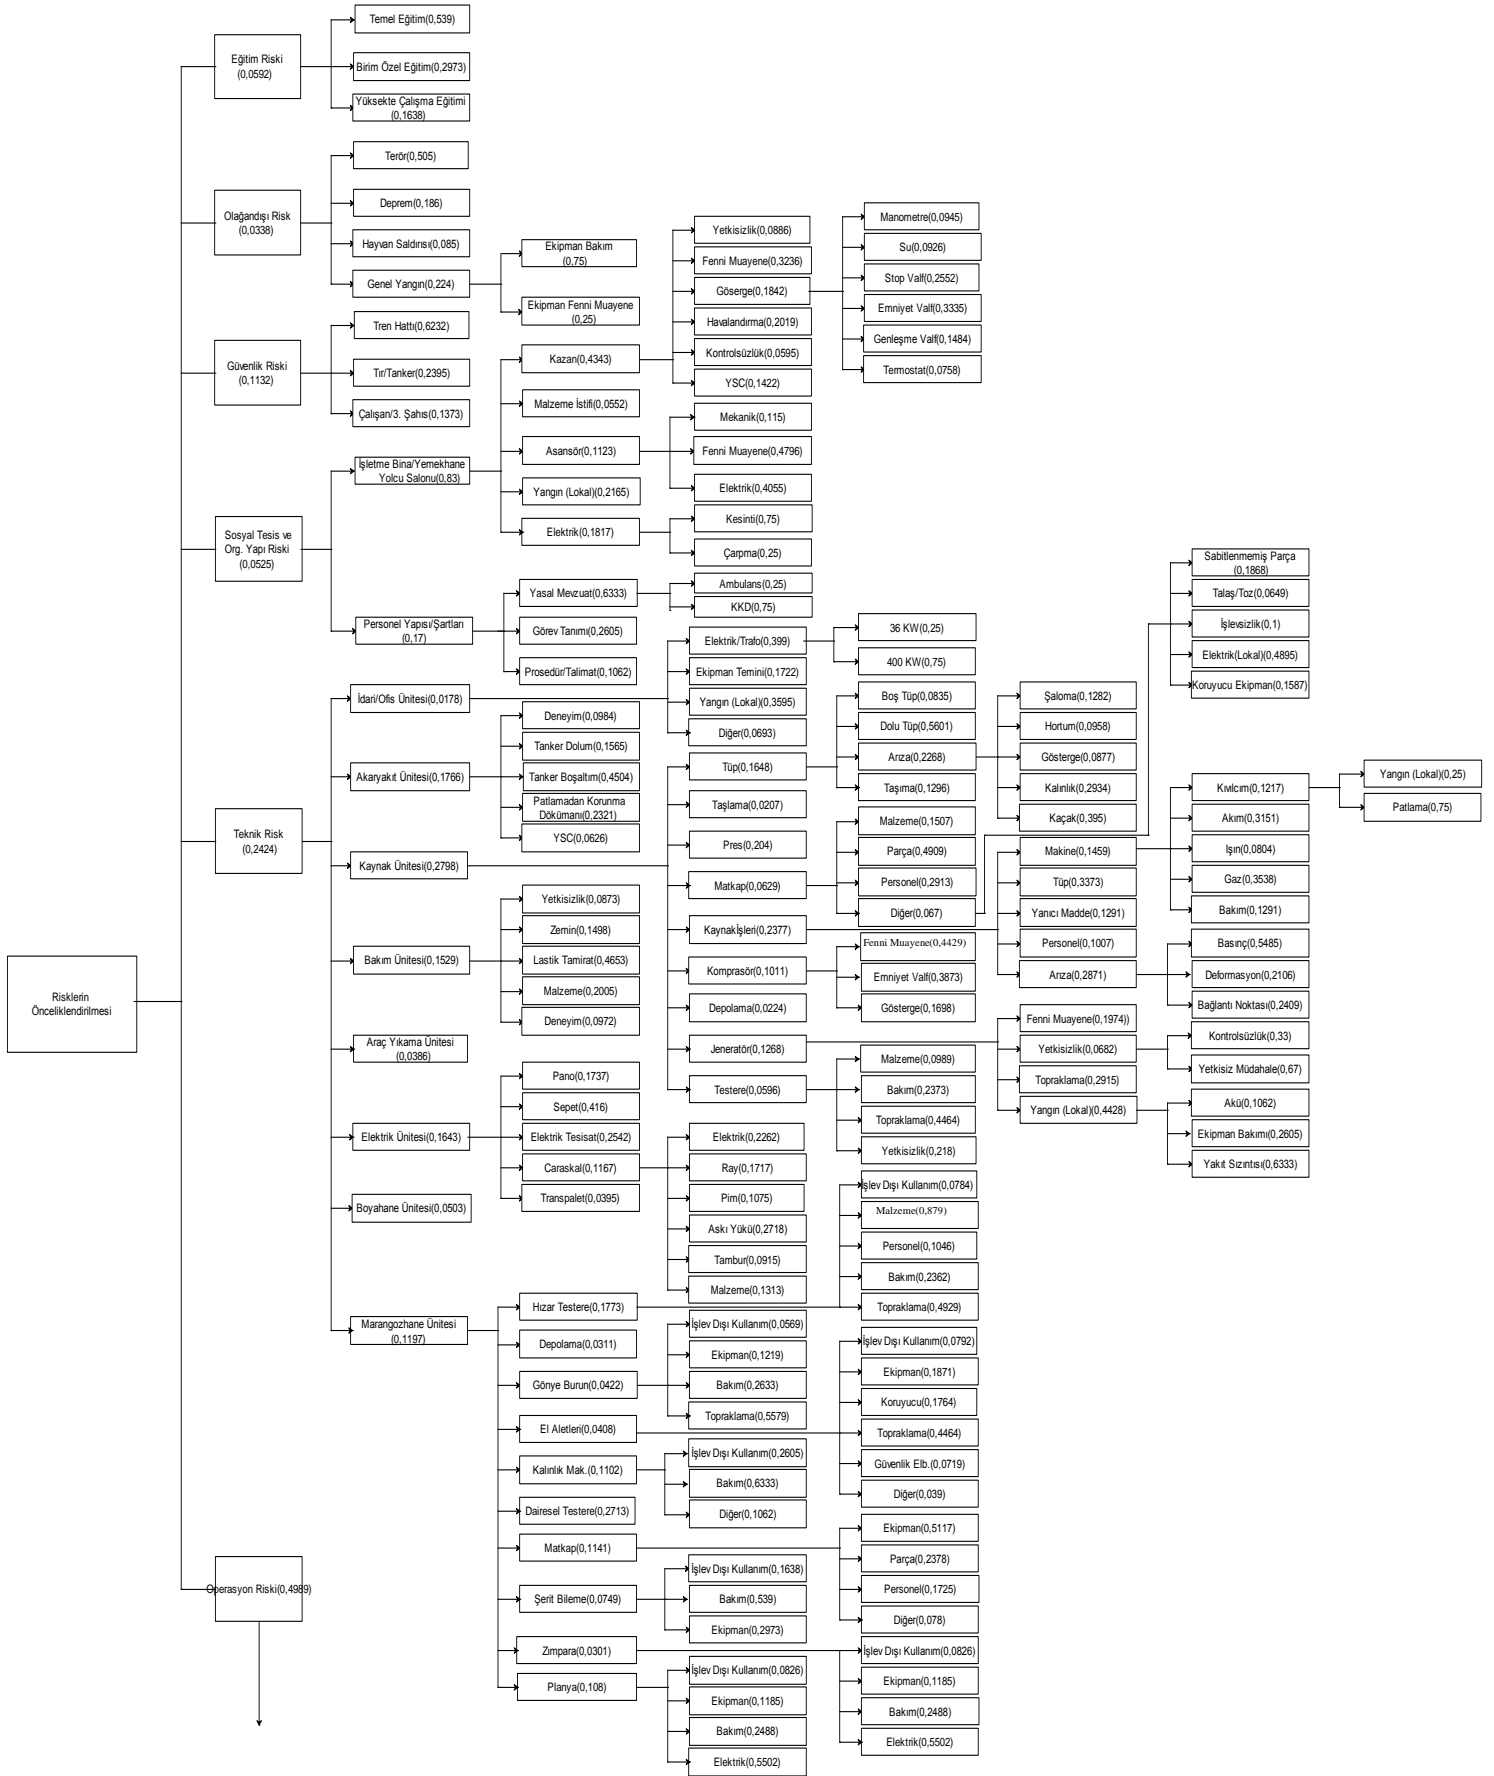 Risklerin
Önceliklendirilmesi
Eğitim Riski
(0,0592)
Temel Eğitim(0,539)
Birim Özel Eğitim(0,2973)
Yüksekte Çalışma Eğitimi
(0,1638)
Olağandışı Risk
(0,0338)
Terör(0,505)
Deprem(0,186)
Hayvan Saldırısı(0,085)
Genel Yangın(0,224)
Ekipman Bakım
(0,75)
Ekipman Fenni Muayene
(0,25)
Güvenlik Riski
(0,1132)
Tren Hattı(0,6232)
Tır/Tanker(0,2395)
Çalışan/3. Şahıs(0,1373)
Sosyal Tesis ve
Org. Yapı Riski
(0,0525)
İşletme Bina/Yemekhane
Yolcu Salonu(0,83)
Kazan(0,4343)
Yetkisizlik(0,0886)
Fenni Muayene(0,3236)
Göserge(0,1842)
Manometre(0,0945)
Su(0,0926)
Stop Valf(0,2552)
Emniyet Valf(0,3335)
Genleşme Valf(0,1484)
Termostat(0,0758)
Havalandırma(0,2019)
Kontrolsüzlük(0,0595)
YSC(0,1422)
Malzeme İstifi(0,0552)
Asansör(0,1123)
Mekanik(0,115)
Fenni Muayene(0,4796)
Elektrik(0,4055)
Yangın (Lokal)(0,2165)
Elektrik(0,1817)
Kesinti(0,75)
Çarpma(0,25)
Personel Yapısı/Şartları
(0,17)
Yasal Mevzuat(0,6333)
Ambulans(0,25)
KKD(0,75)
Görev Tanımı(0,2605)
Prosedür/Talimat(0,1062)
Teknik Risk
(0,2424)
İdari/Ofis Ünitesi(0,0178)
Elektrik/Trafo(0,399)
36 KW(0,25)
400 KW(0,75)
Ekipman Temini(0,1722)
Yangın (Lokal)(0,3595)
Diğer(0,0693)
Akaryakıt Ünitesi(0,1766)
Deneyim(0,0984)
Tanker Dolum(0,1565)
Tanker Boşaltım(0,4504)
Patlamadan Korunma
Dökümanı(0,2321)
YSC(0,0626)
Kaynak Ünitesi(0,2798)
Tüp(0,1648)
Boş Tüp(0,0835)
Dolu Tüp(0,5601)
Arıza(0,2268)
Şaloma(0,1282)
Hortum(0,0958)
Gösterge(0,0877)
Kalınlık(0,2934)
Kaçak(0,395)
Taşıma(0,1296)
Taşlama(0,0207)
Pres(0,204)
Matkap(0,0629)
Malzeme(0,1507)
Parça(0,4909)
Personel(0,2913)
Diğer(0,067)
Sabitlenmemiş Parça
(0,1868)
Talaş/Toz(0,0649)
İşlevsizlik(0,1)
Elektrik(Lokal)(0,4895)
Koruyucu Ekipman(0,1587)
Kaynakİşleri(0,2377)
Makine(0,1459)
Kıvılcım(0,1217)
Yangın (Lokal)(0,25)
Patlama(0,75)
Akım(0,3151)
Işın(0,0804)
Gaz(0,3538)
Bakım(0,1291)
Tüp(0,3373)
Yanıcı Madde(0,1291)
Personel(0,1007)
Arıza(0,2871)
Basınç(0,5485)
Deformasyon(0,2106)
Bağlantı Noktası(0,2409)
Komprasör(0,1011)
Fenni Muayene(0,4429)
Emniyet Valf(0,3873)
Gösterge(0,1698)
Depolama(0,0224)
Jeneratör(0,1268)
Fenni Muayene(0,1974))
Yetkisizlik(0,0682)
Kontrolsüzlük(0,33)
Yetkisiz Müdahale(0,67)
Topraklama(0,2915)
Yangın (Lokal)(0,4428)
Akü(0,1062)
Ekipman Bakımı(0,2605)
Yakıt Sızıntısı(0,6333)
Testere(0,0596)
Malzeme(0,0989)
Bakım(0,2373)
Topraklama(0,4464)
Yetkisizlik(0,218)
Bakım Ünitesi(0,1529)
Yetkisizlik(0,0873)
Zemin(0,1498)
Lastik Tamirat(0,4653)
Malzeme(0,2005)
Deneyim(0,0972)
Araç Yıkama Ünitesi
(0,0386)
Elektrik Ünitesi(0,1643)
Pano(0,1737)
Sepet(0,416)
Elektrik Tesisat(0,2542)
Caraskal(0,1167)
Elektrik(0,2262)
Ray(0,1717)
Pim(0,1075)
Askı Yükü(0,2718)
Tambur(0,0915)
Malzeme(0,1313)
Transpalet(0,0395)
Boyahane Ünitesi(0,0503)
Marangozhane Ünitesi
(0,1197)
Hızar Testere(0,1773)
İşlev Dışı Kullanım(0,0784)
Malzeme(0,879)
Personel(0,1046)
Bakım(0,2362)
Topraklama(0,4929)
Depolama(0,0311)
Gönye Burun(0,0422)
İşlev Dışı Kullanım(0,0569)
Ekipman(0,1219)
Bakım(0,2633)
Topraklama(0,5579)
El Aletleri(0,0408)
İşlev Dışı Kullanım(0,0792)
Ekipman(0,1871)
Koruyucu(0,1764)
Topraklama(0,4464)
Güvenlik Elb.(0,0719)
Diğer(0,039)
Kalınlık Mak.(0,1102)
İşlev Dışı Kullanım(0,2605)
Bakım(0,6333)
Diğer(0,1062)
Dairesel Testere(0,2713)
Matkap(0,1141)
Ekipman(0,5117)
Parça(0,2378)
Personel(0,1725)
Diğer(0,078)
Şerit Bileme(0,0749)
İşlev Dışı Kullanım(0,1638)
Bakım(0,539)
Ekipman(0,2973)
Zımpara(0,0301)
İşlev Dışı Kullanım(0,0826)
Ekipman(0,1185)
Bakım(0,2488)
Elektrik(0,5502)
Planya(0,108)
İşlev Dışı Kullanım(0,0826)
Ekipman(0,1185)
Bakım(0,2488)
Elektrik(0,5502)
Operasyon Riski(0,4989)